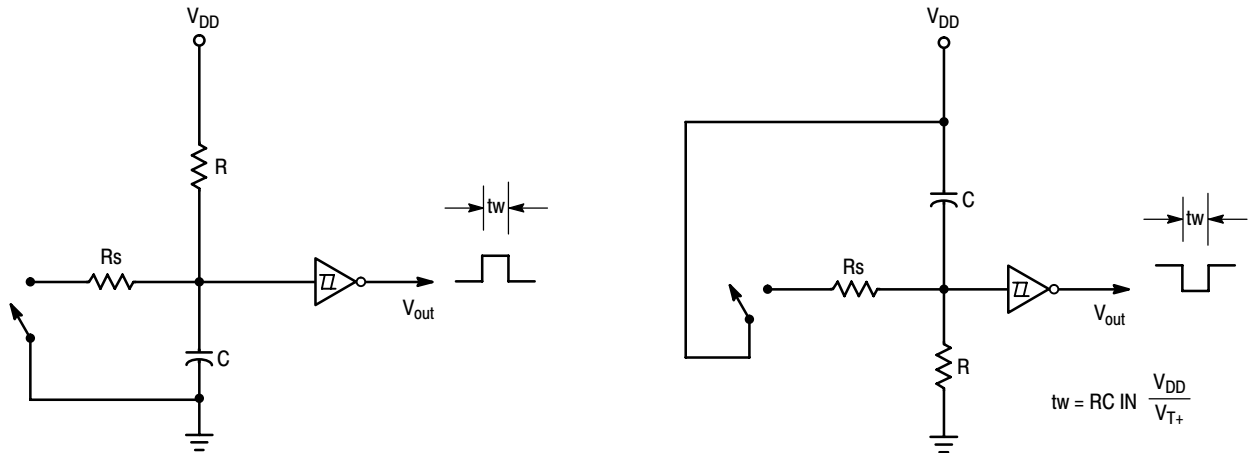 VDD
R
tw
Rs
Vout
C
VDD
C
tw
Rs
Vout
R
tw = RC IN VDD
VT+